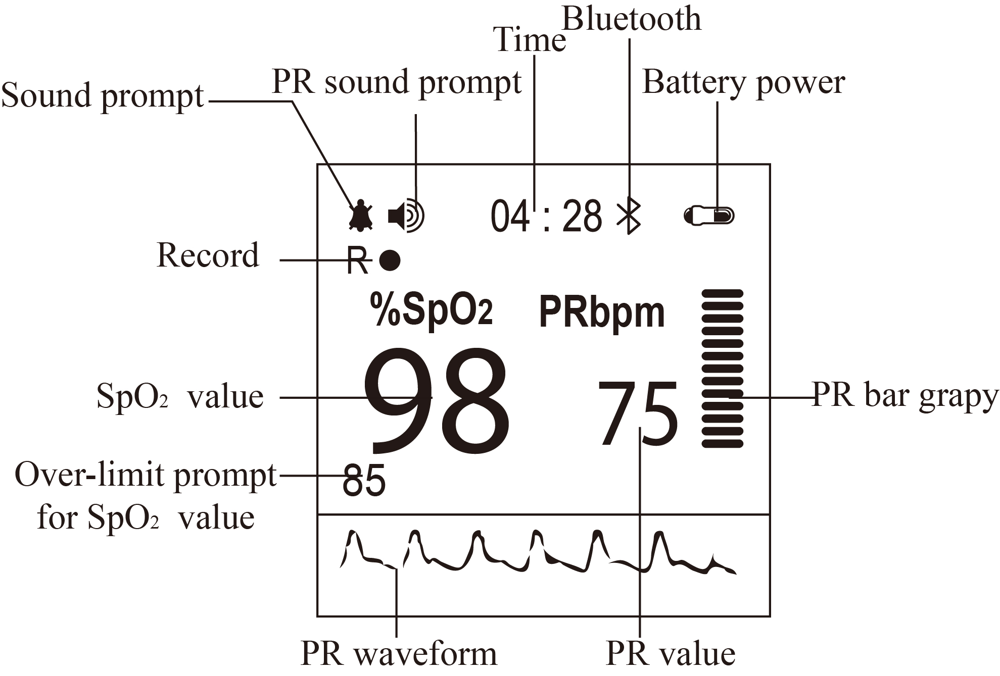 Bluetooth
Time
PR sound prompt
Battery power
Sound prompt
04 : 28
Record
R
%SpO2
PRbpm
98
75
SpO2 value
PR bar grapy
Over-limit prompt
for SpO2 value
85
PR waveform
PR value